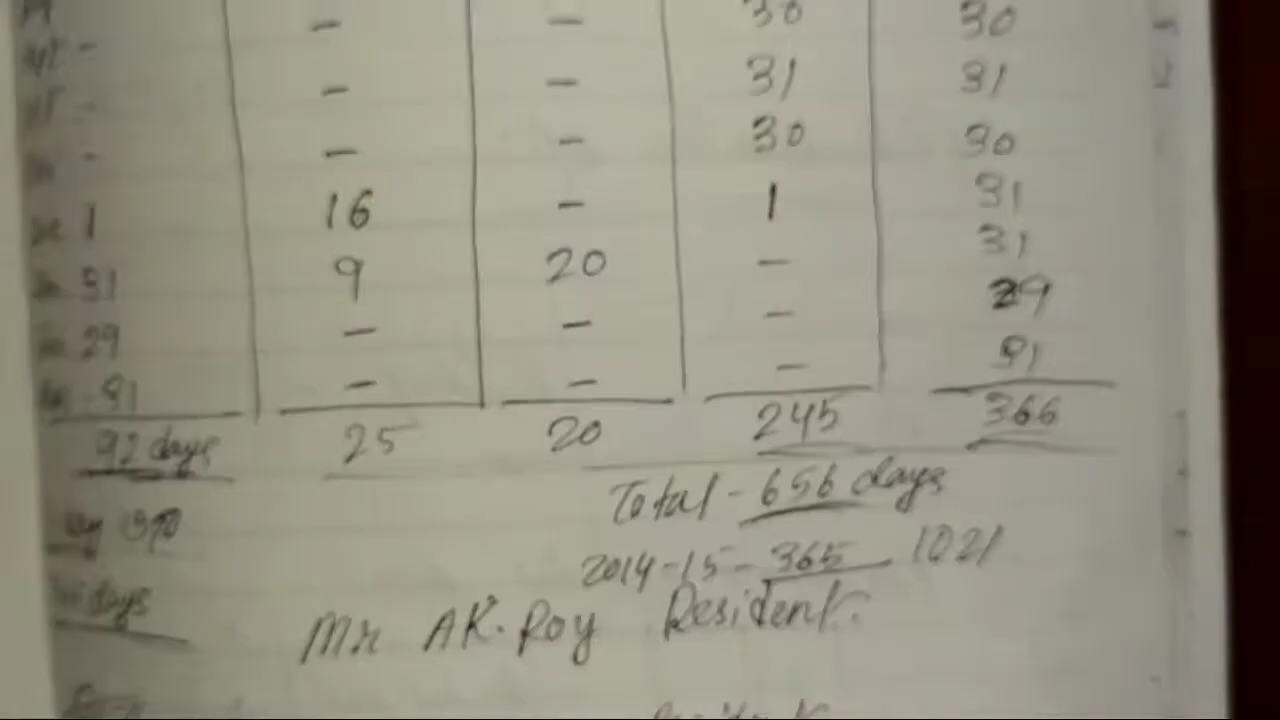 - - 30 30
- - 31 31
- - 30 30
1 16 - 1 31
31 9 20 - 31
29 - - - 29
31 - - - 31
92 days 25 20 245 366
Total - 656 days
2014-15 - 365 1021
days
Mr AK. Roy Resident.